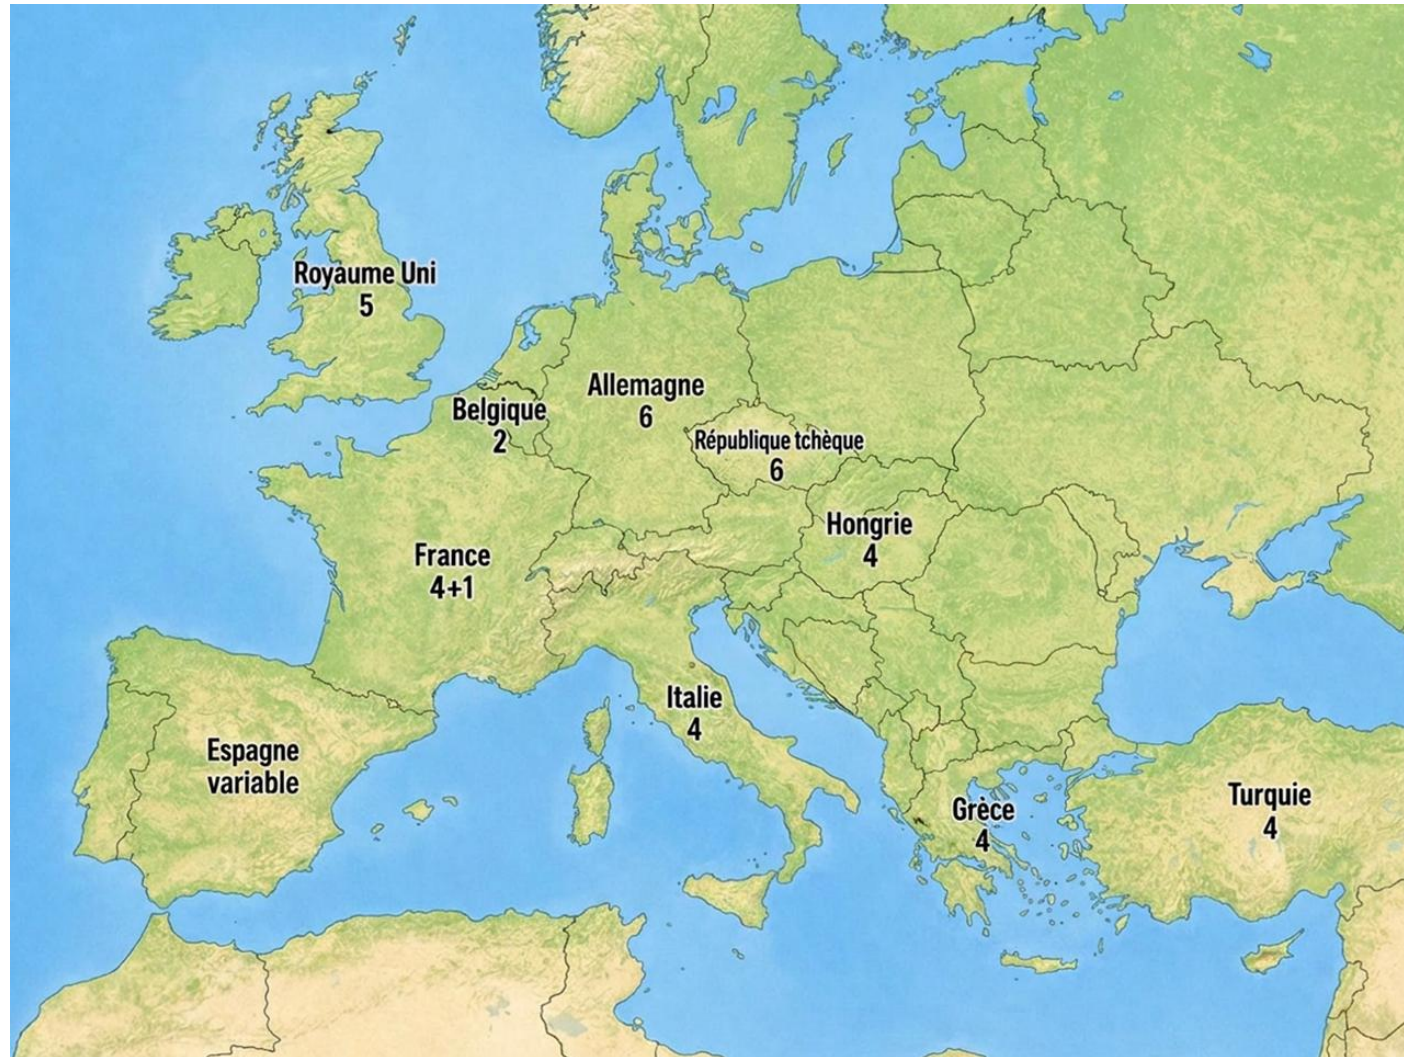 Royaume Uni
5
Allemagne
6
Belgique
2
République tchèque
6
Hongrie
4
France
4+1
Italie
4
Espagne
variable
Grèce
4
Turquie
4